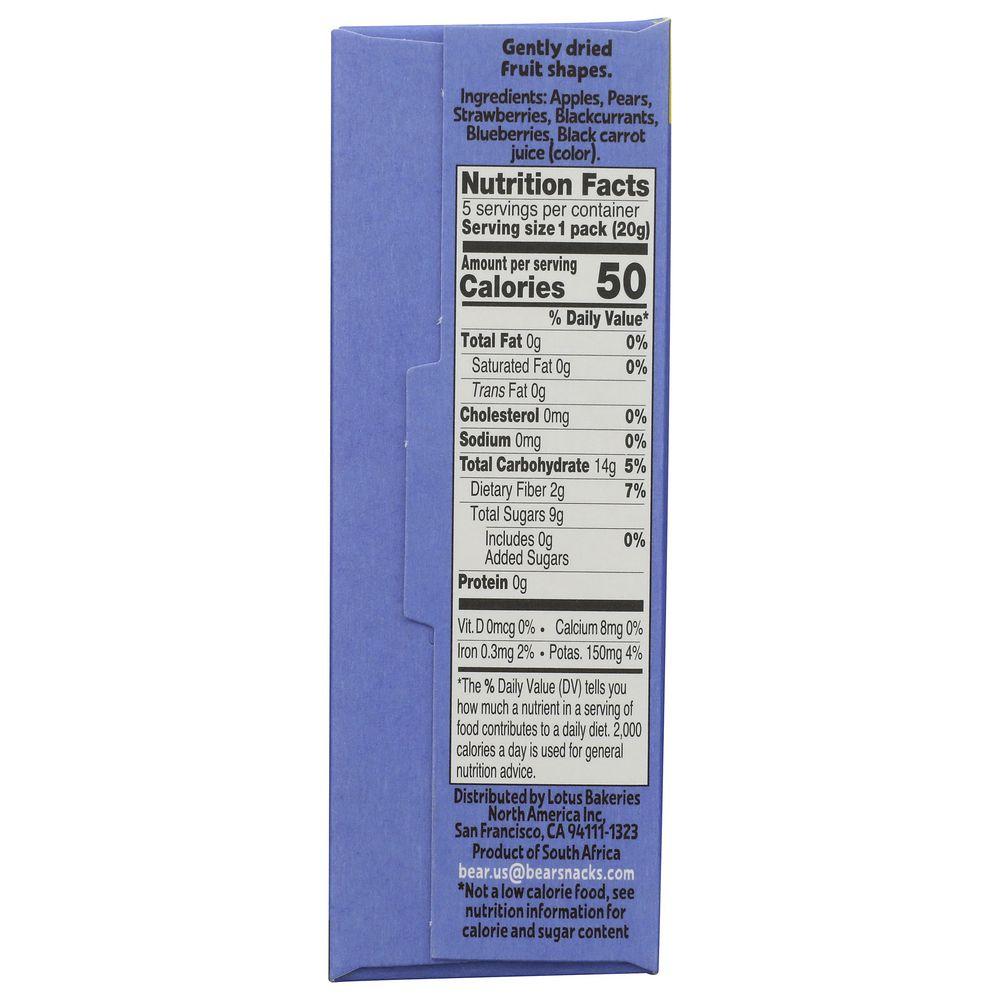 Gently dried
Fruit shapes.
Ingredients: Apples, Pears,
Strawberries, Blackcurrants,
Blueberries, Black carrot
juice (color).
Nutrition Facts
5 servings per container
Serving size 1 pack (20g)
Amount per serving
Calories 50
% Daily Value*
Total Fat 0g 0%
Saturated Fat 0g 0%
Trans Fat 0g
Cholesterol 0mg 0%
Sodium 0mg 0%
Total Carbohydrate 14g 5%
Dietary Fiber 2g 7%
Total Sugars 9g
Includes 0g 0%
Added Sugars
Protein 0g
Vit. D 0mcg 0% • Calcium 8mg 0%
Iron 0.3mg 2% • Potas. 150mg 4%
*The % Daily Value (DV) tells you
how much a nutrient in a serving of
food contributes to a daily diet. 2,000
calories a day is used for general
nutrition advice.
Distributed by Lotus Bakeries
North America Inc,
San Francisco, CA 94111-1323
Product of South Africa
bear.us@bearsnacks.com
*Not a low calorie food, see
nutrition information for
calorie and sugar content